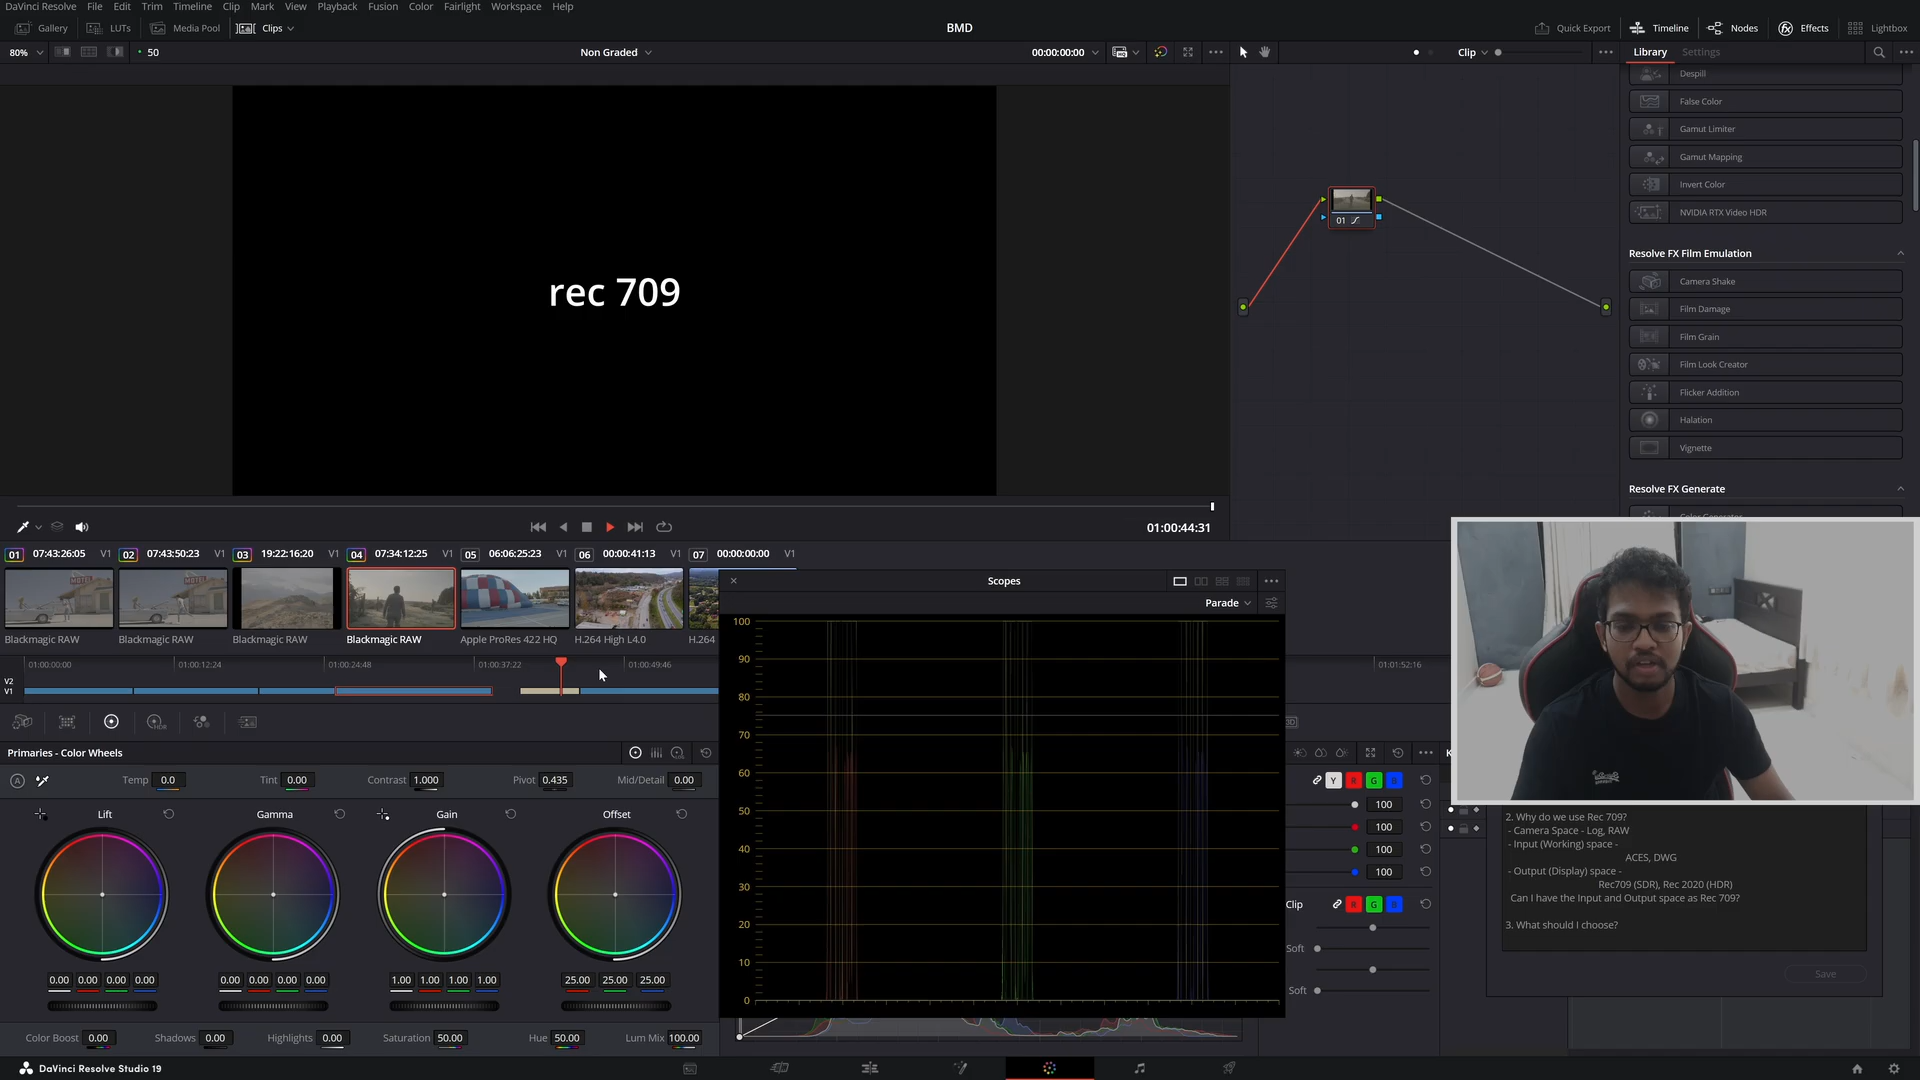 DaVinci Resolve File Edit Trim Timeline Clip Mark View Playback Fusion Color Fairlight Workspace Help
Gallery LUTs Media Pool Clips BMD Quick Export Timeline Nodes Effects Lightbox
80% 50 Non Graded 00:00:00:00 Clip Library Settings
Despill
False Color
Gamut Limiter
Gamut Mapping
Invert Color
NVIDIA RTX Video HDR
Resolve FX Film Emulation
Camera Shake
Film Damage
Film Grain
Film Look Creator
Flicker Addition
Halation
Vignette
Resolve FX Generate
01
rec 709
01:00:44:31
01 07:43:26:05 V1 02 07:43:50:23 V1 03 19:22:16:20 V1 04 07:34:12:25 V1 05 06:06:25:23 V1 06 00:00:41:13 V1 07 00:00:00:00 V1
MOTEL MOTEL
Blackmagic RAW Blackmagic RAW Blackmagic RAW Blackmagic RAW Apple ProRes 422 HQ H.264 High L4.0 H.264
01:00:00:00 01:00:12:24 01:00:24:48 01:00:37:22 01:00:49:46 01:01:52:16
V2
V1
Scopes
Parade
100
90
80
70
60
50
40
30
20
10
0
Primaries - Color Wheels
A Temp 0.0 Tint 0.00 Contrast 1.000 Pivot 0.435 Mid/Detail 0.00
Lift Gamma Gain Offset
0.00 0.00 0.00 0.00 0.00 0.00 0.00 0.00 1.00 1.00 1.00 1.00 25.00 25.00 25.00
Color Boost 0.00 Shadows 0.00 Highlights 0.00 Saturation 50.00 Hue 50.00 Lum Mix 100.00
K
Y R G B
100
100
100
100
Clip R G B
Soft
Soft
2. Why do we use Rec 709?
- Camera Space - Log, RAW
- Input (Working) space -
ACES, DWG
- Output (Display) space -
Rec709 (SDR), Rec 2020 (HDR)
Can I have the Input and Output space as Rec 709?
3. What should I choose?
Save
DaVinci Resolve Studio 19